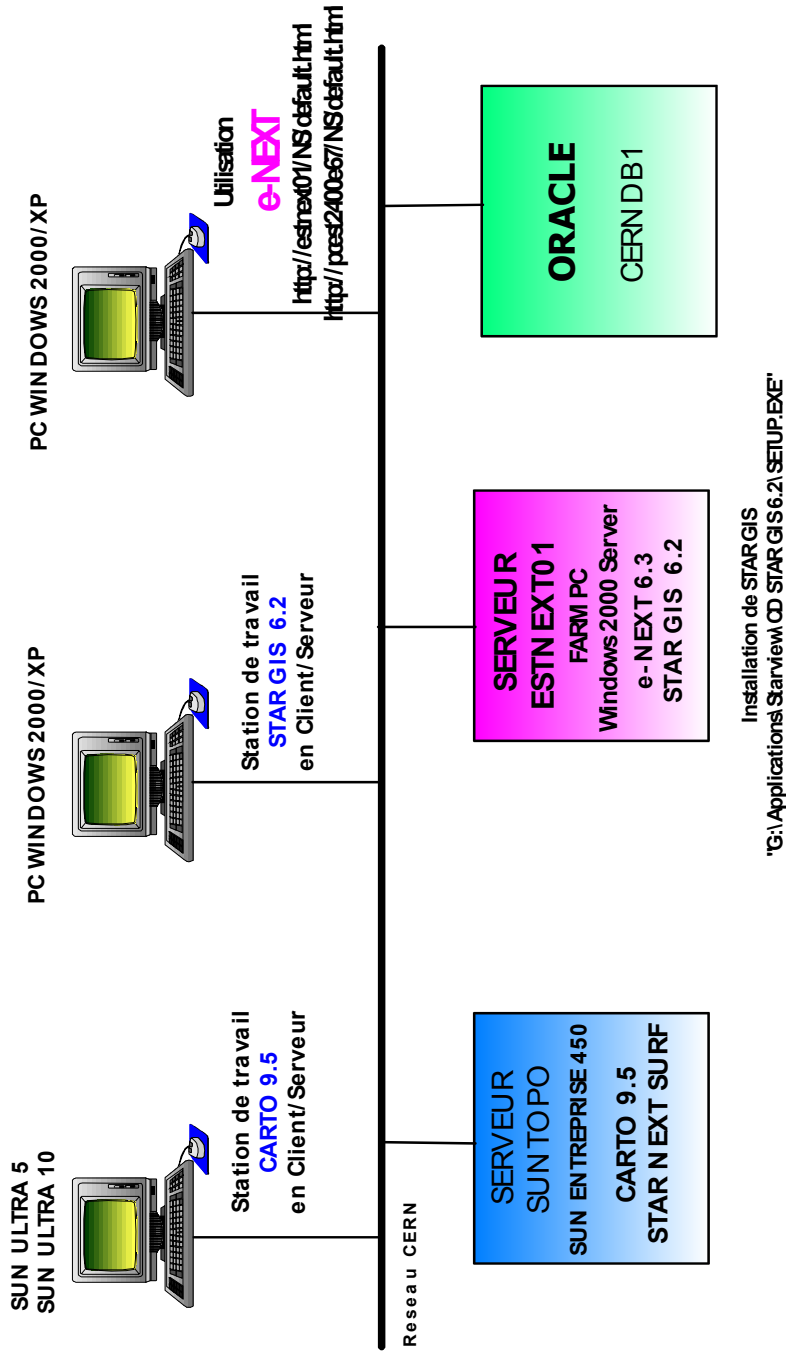 SUN ULTRA 5
SUN ULTRA 10
Station de travail
CARTO 9.5
en Client/Serveur
PC WINDOWS 2000/XP
Station de travail
STAR GIS 6.2
en Client/Serveur
PC WINDOWS 2000/XP
Utilisation
e-NEXT
http://estnext01/NS/default.html
http://pcest2400e67/NS/default.html
Reseau CERN
SERVEUR
SUNTOPO
SUN ENTREPRISE 450
CARTO 9.5
STAR NEXT SURF
SERVEUR
ESTNEXT01
FARM PC
Windows 2000 Server
e-NEXT 6.3
STAR GIS 6.2
ORACLE
CERNDB1
Installation de STARGIS
"G:\Applications\Starview\CD STAR GIS 6.2\SETUP.EXE"